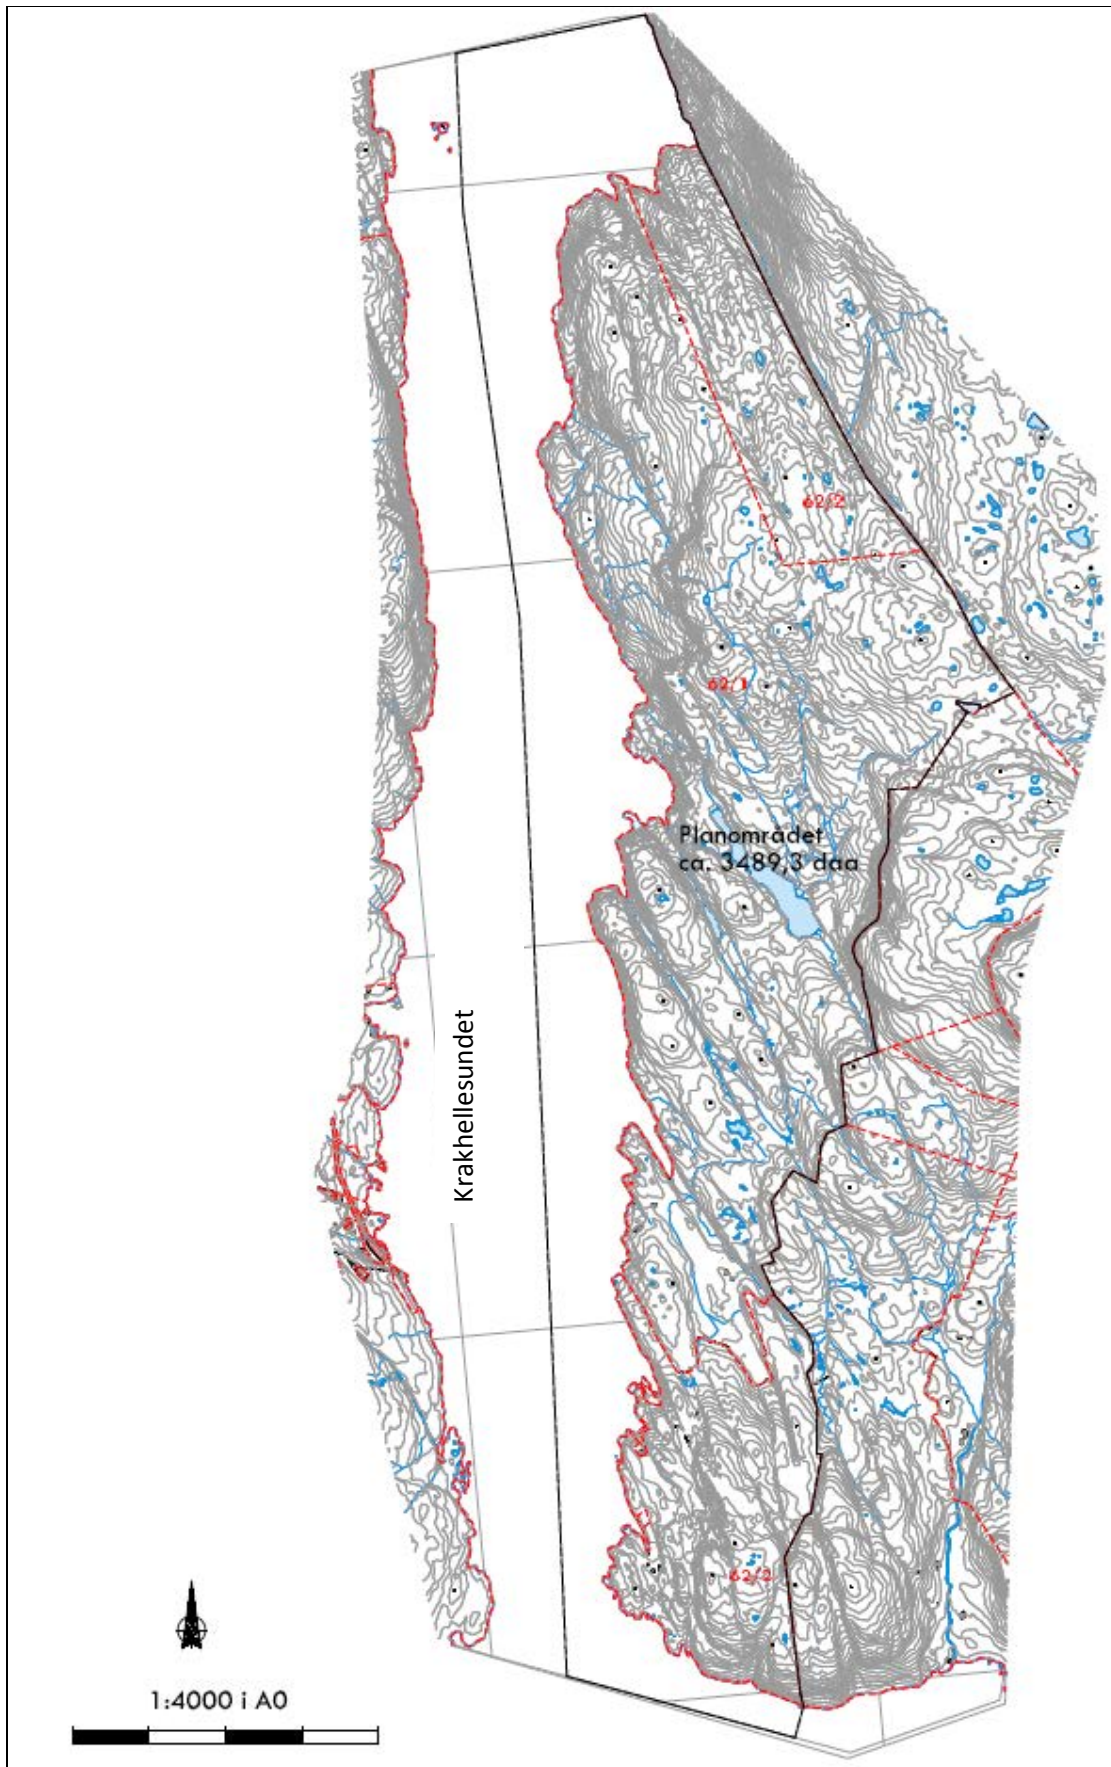 62/2
62/1
Planområdet
ca. 3489,3 daa
Krakhellesundet
62/2
1:4000 i A0